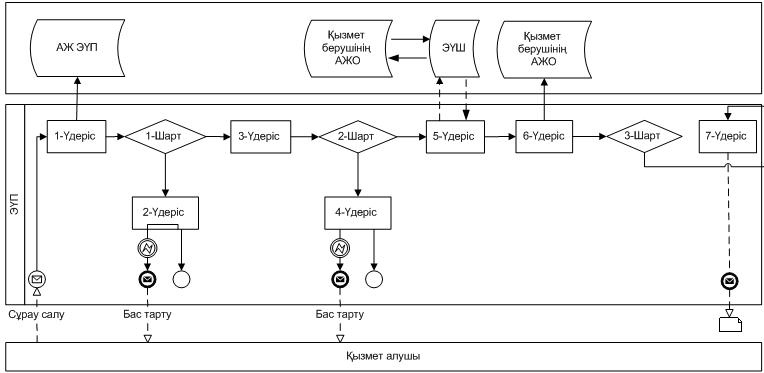 АЖ ЭҮП
Қызмет
берушінің
АЖО
ЭҮШ
Қызмет
берушінің
АЖО
ЭҮП
1-Үдеріс
1-Шарт
3-Үдеріс
2-Шарт
5-Үдеріс
6-Үдеріс
3-Шарт
7-Үдеріс
2-Үдеріс
4-Үдеріс
Сұрау салу
Бас тарту
Бас тарту
Қызмет алушы